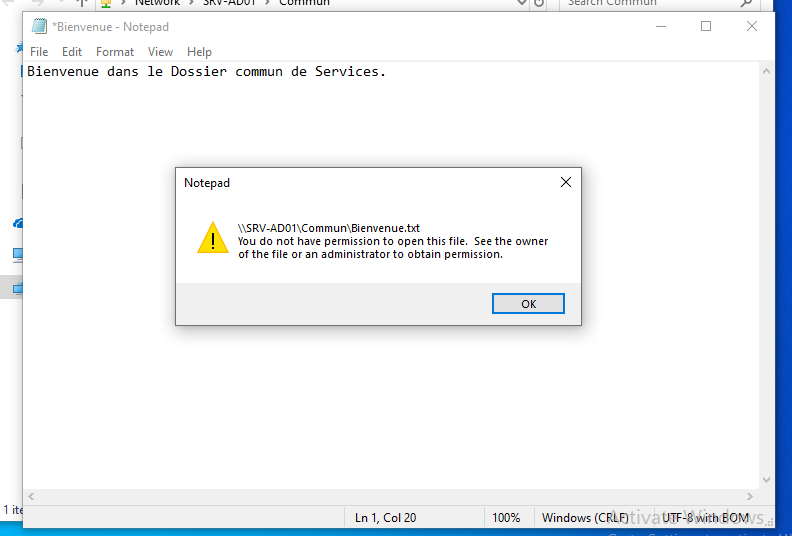 Network > SRV-AD01 > Commun
Search Commun
*Bienvenue - Notepad
File Edit Format View Help
Bienvenue dans le Dossier commun de Services.
Notepad
\\SRV-AD01\Commun\Bienvenue.txt
You do not have permission to open this file. See the owner
of the file or an administrator to obtain permission.
OK
1 ite
Ln 1, Col 20
100%
Windows (CRLF)
UTF-8 with BOM
Activate Windows